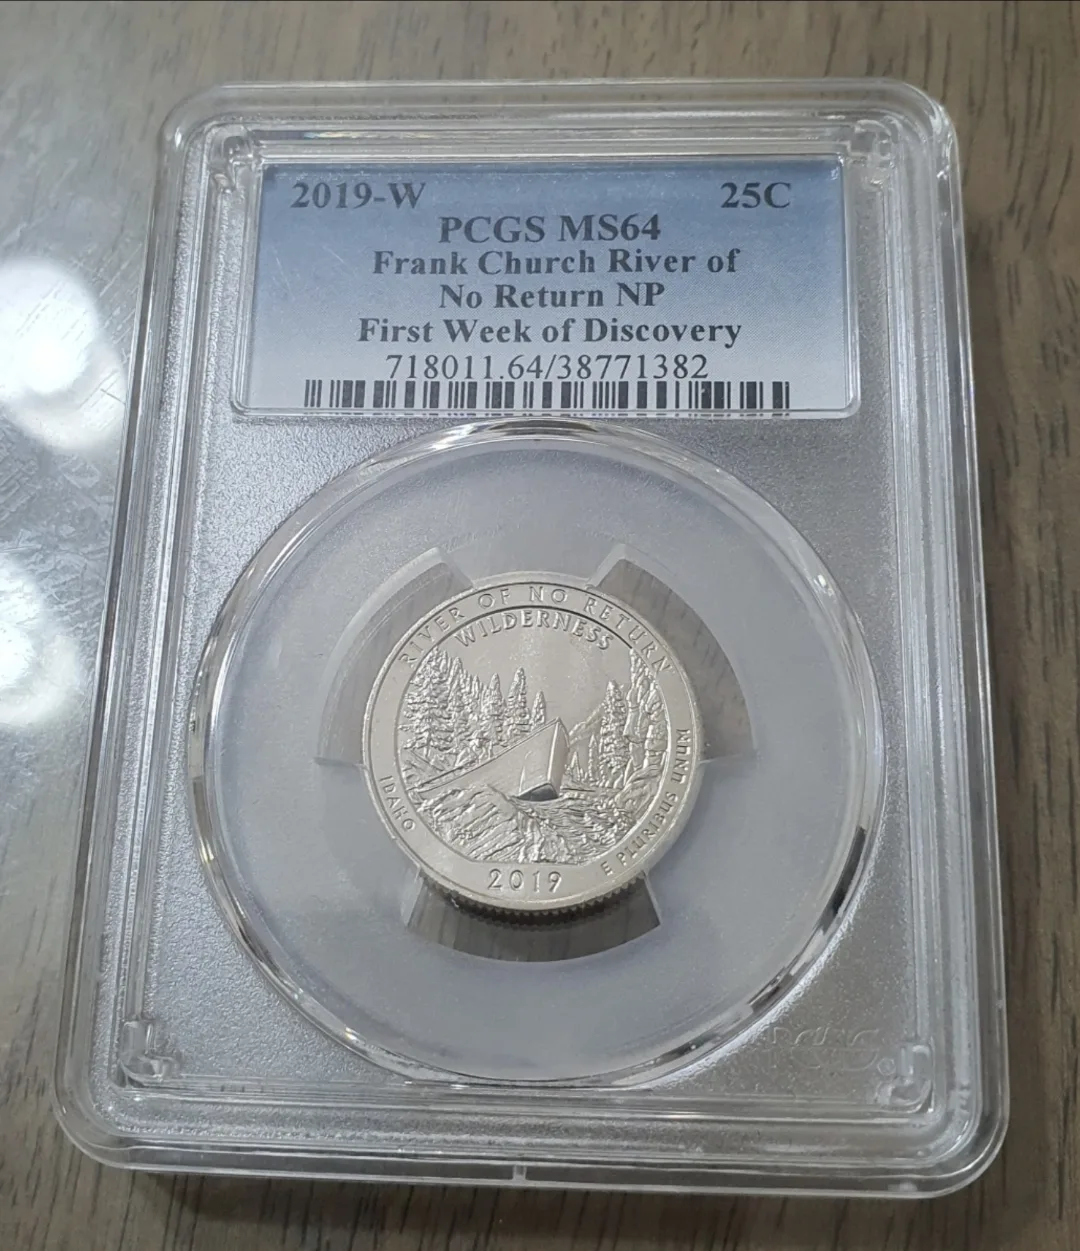 2019-W 25C
PCGS MS64
Frank Church River of
No Return NP
First Week of Discovery
718011.64/38771382
RIVER OF NO RETURN
WILDERNESS
IDAHO
2019
E PLURIBUS UNUM
PCGS